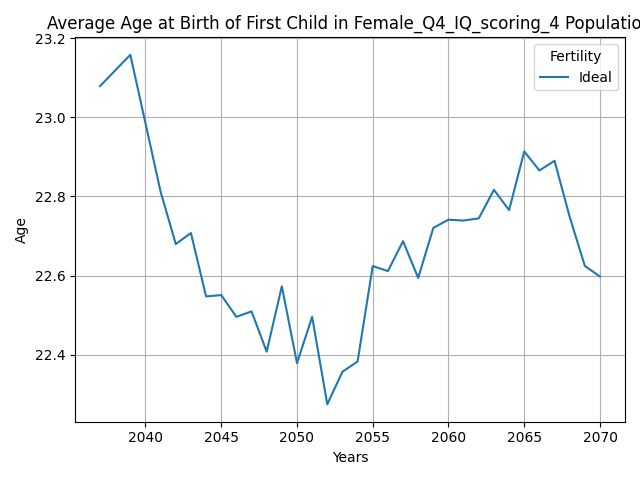 Average Age at Birth of First Child in Female_Q4_IQ_scoring_4 Populatio
Fertility
Ideal
23.2
23.0
22.8
22.6
22.4
Age
2040 2045 2050 2055 2060 2065 2070
Years